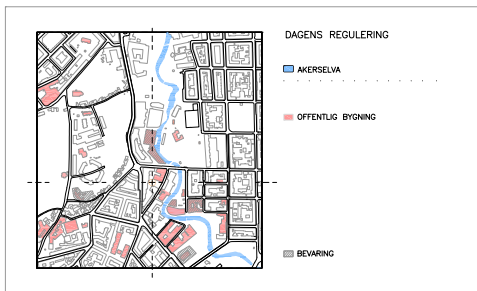 DAGENS REGULERING
AKERSELVA
OFFENTLIG BYGNING
BEVARING